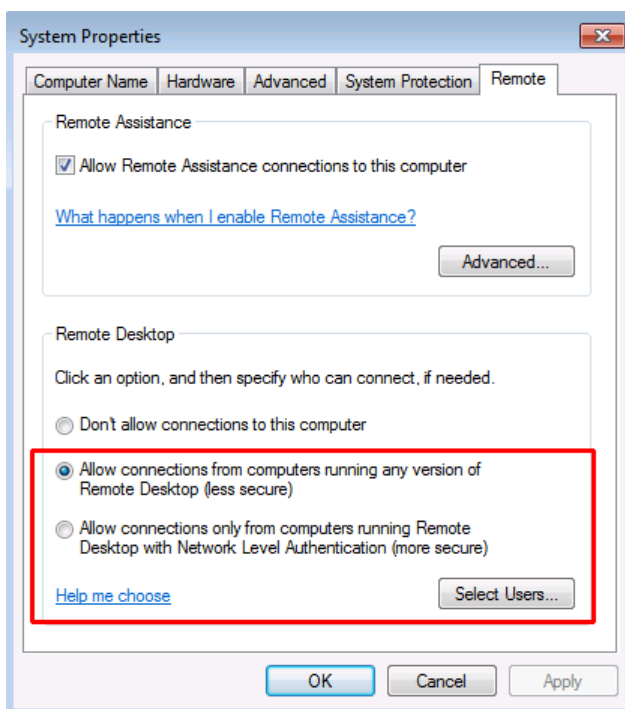 System Properties
Computer Name Hardware Advanced System Protection Remote
Remote Assistance
Allow Remote Assistance connections to this computer
What happens when I enable Remote Assistance?
Advanced...
Remote Desktop
Click an option, and then specify who can connect, if needed.
Don't allow connections to this computer
Allow connections from computers running any version of
Remote Desktop (less secure)
Allow connections only from computers running Remote
Desktop with Network Level Authentication (more secure)
Help me choose Select Users...
OK Cancel Apply